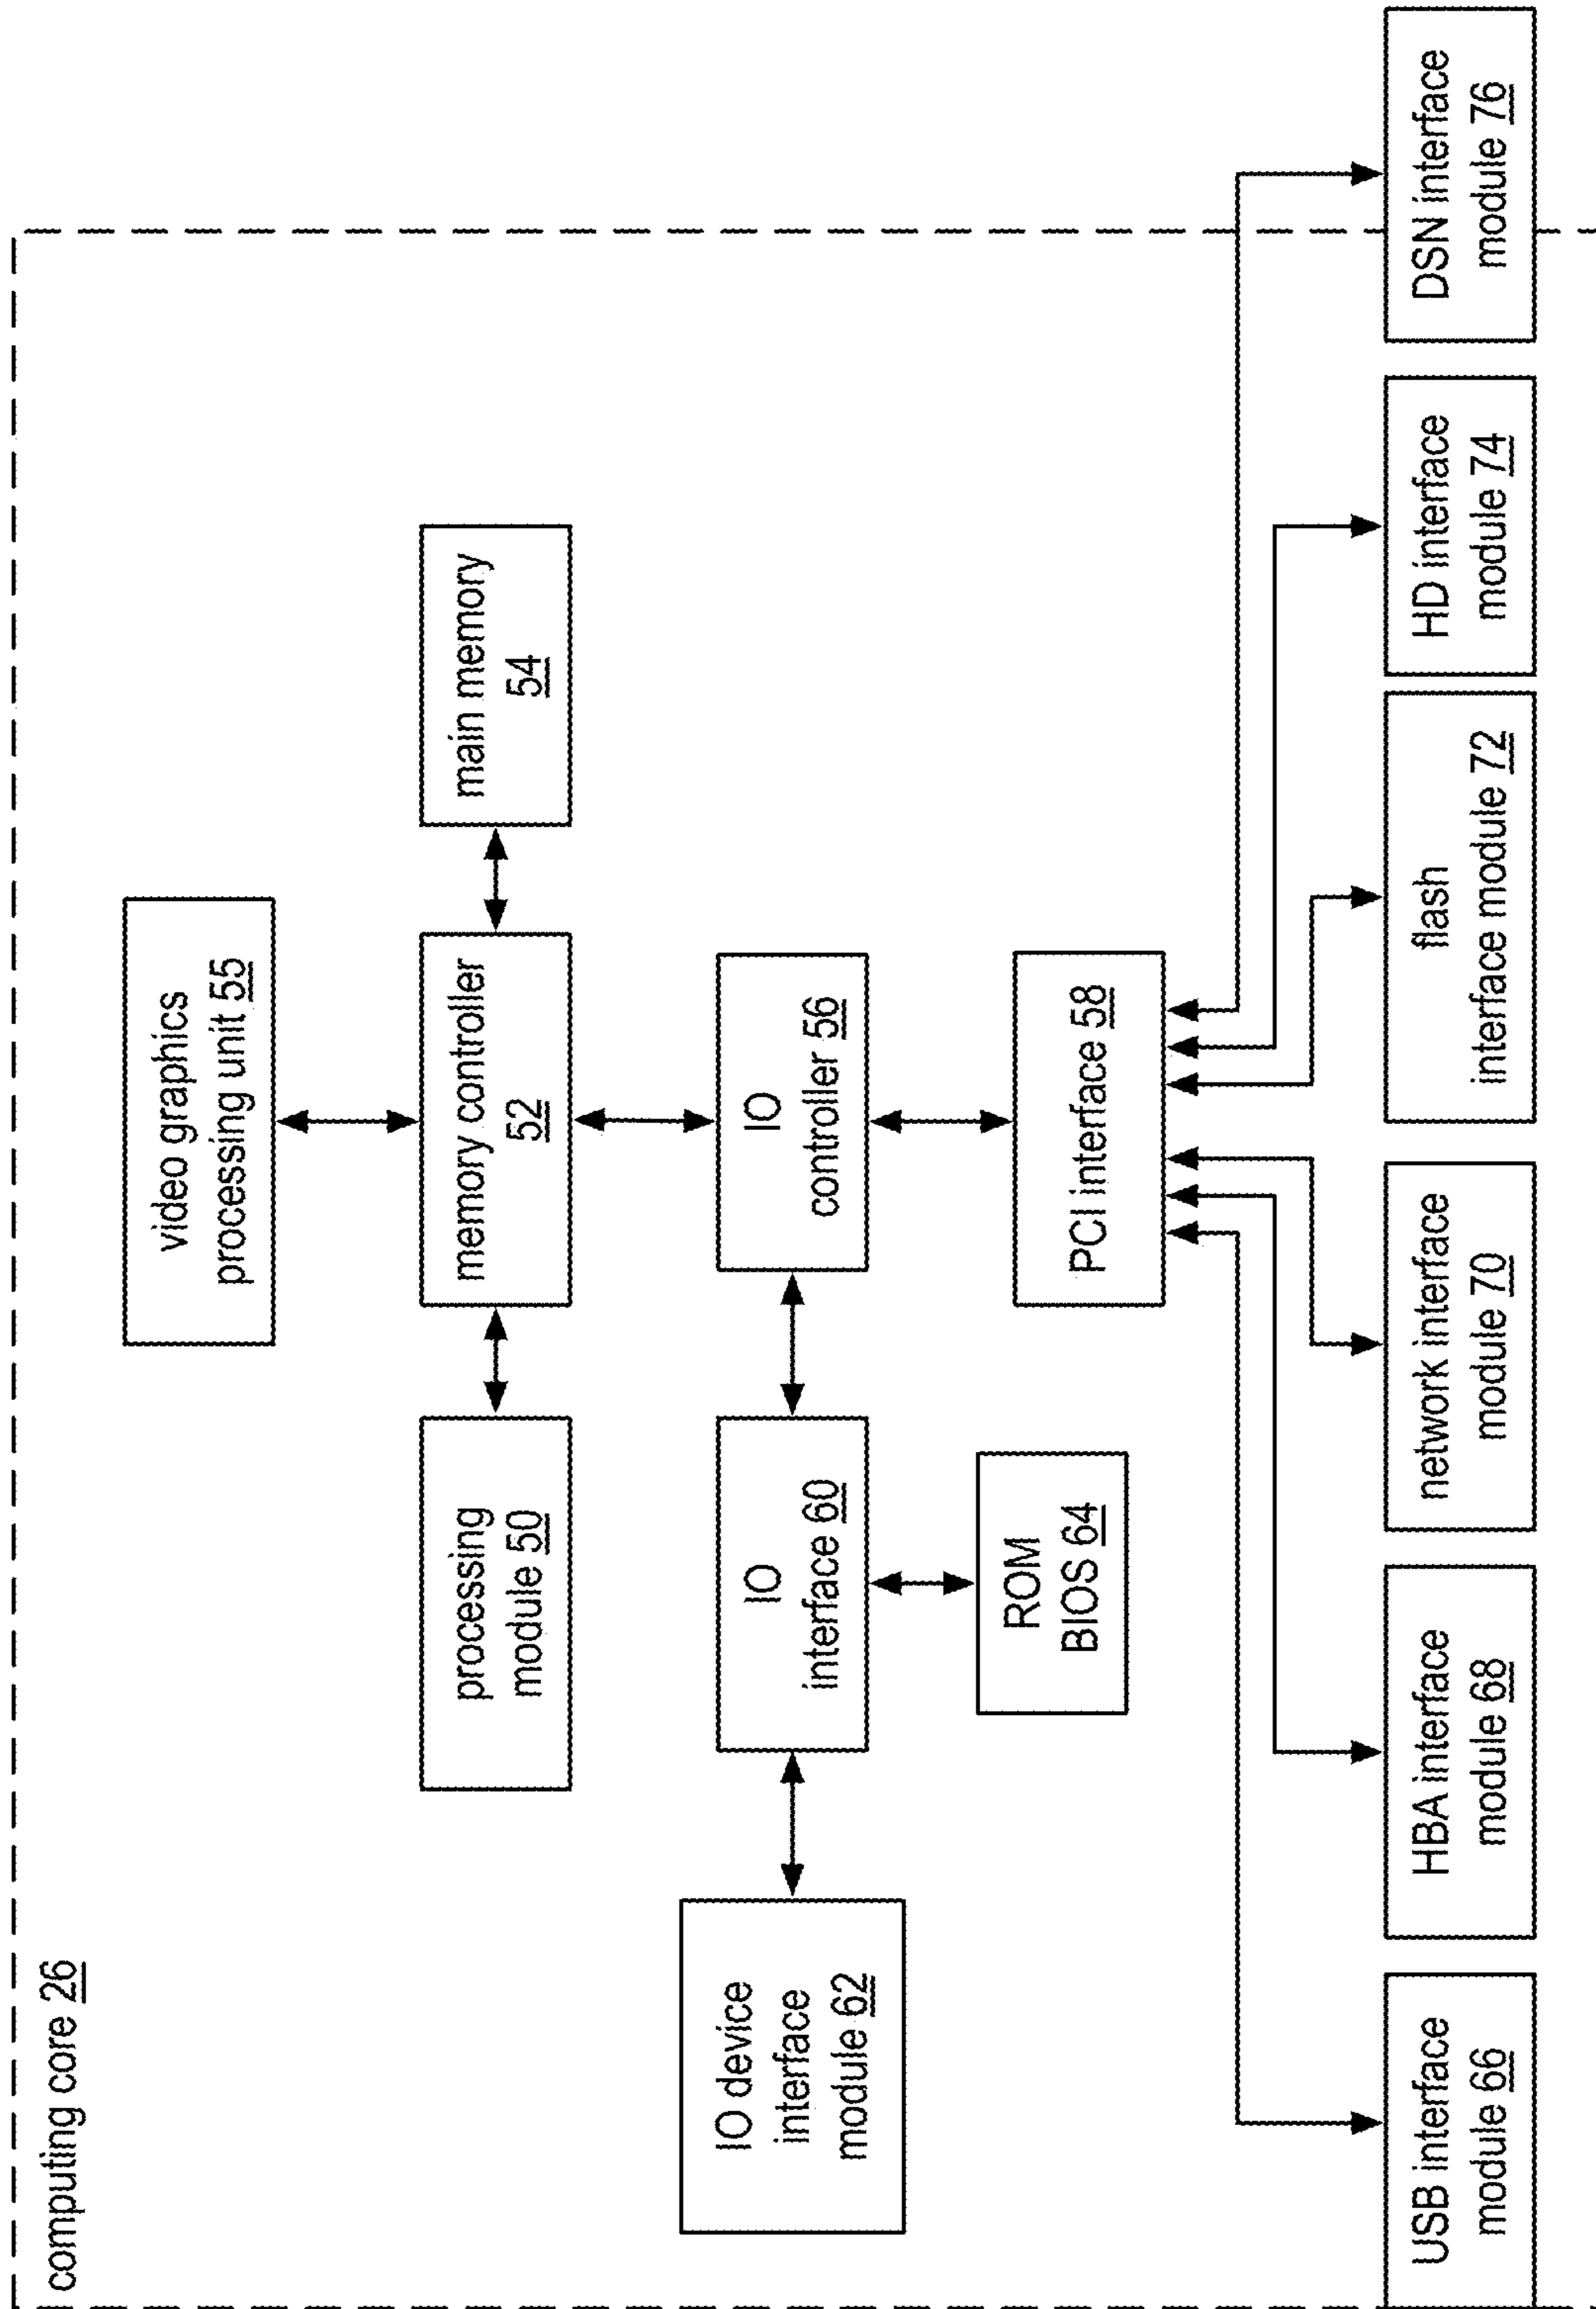 computing core 26
video graphics
processing unit 55
processing
module 50
memory controller
52
main memory
54
IO device
interface
module 62
IO
interface 60
IO
controller 56
ROM
BIOS 64
PCI interface 58
USB interface
module 66
HBA interface
module 68
network interface
module 70
flash
interface module 72
HD interface
module 74
DSN interface
module 76